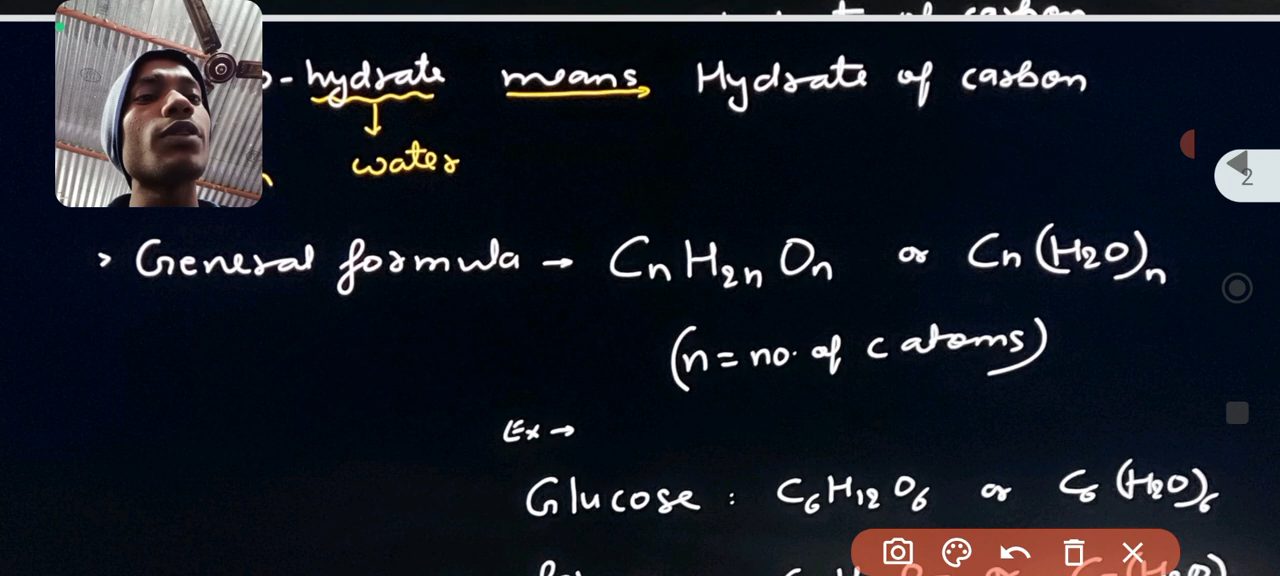 - hydrate means Hydrate of carbon
water
2
> General formula → CnH2nOn or Cn(H2O)n
(n = no. of c atoms)
Ex →
Glucose : C6H12O6 or C6(H2O)6